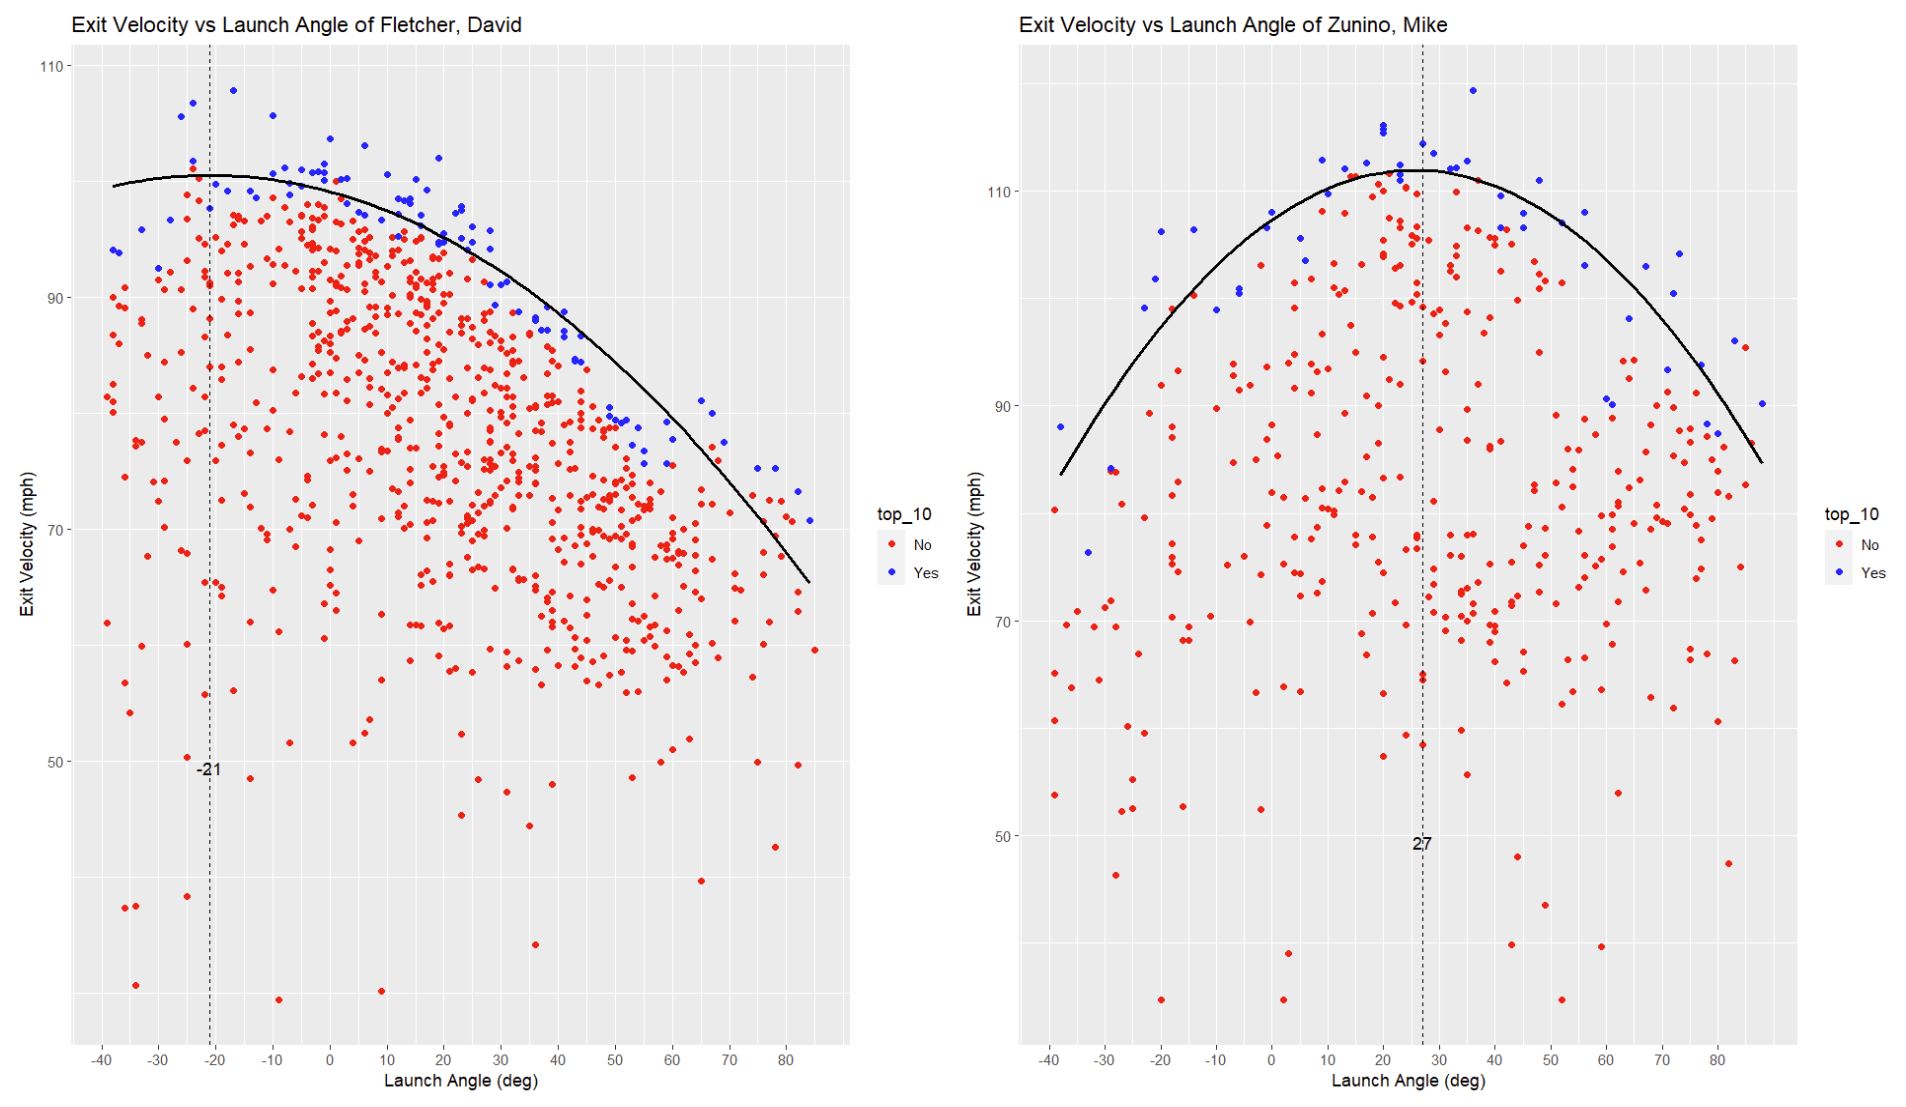 Exit Velocity vs Launch Angle of Fletcher, David
110
90
70
50
Exit Velocity (mph)
-21
-40 -30 -20 -10 0 10 20 30 40 50 60 70 80
Launch Angle (deg)
top_10
No
Yes
Exit Velocity vs Launch Angle of Zunino, Mike
110
90
70
50
Exit Velocity (mph)
27
-40 -30 -20 -10 0 10 20 30 40 50 60 70 80
Launch Angle (deg)
top_10
No
Yes